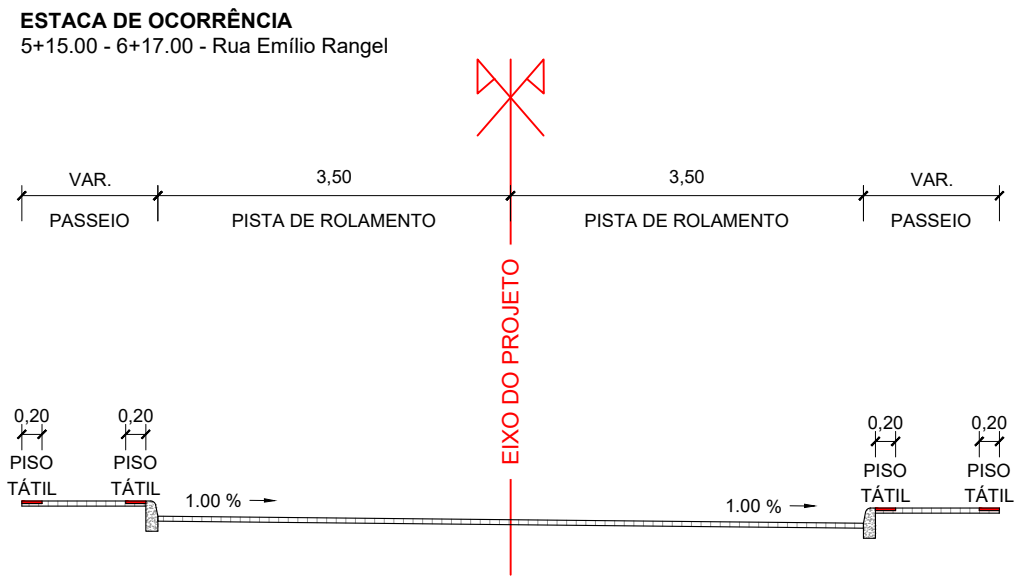 ESTACA DE OCORRÊNCIA
5+15.00 - 6+17.00 - Rua Emílio Rangel
VAR.
3,50
3,50
VAR.
PASSEIO
PISTA DE ROLAMENTO
PISTA DE ROLAMENTO
PASSEIO
EIXO DO PROJETO
0,20
PISO
TÁTIL
0,20
PISO
TÁTIL
1.00 %
1.00 %
0,20
PISO
TÁTIL
0,20
PISO
TÁTIL